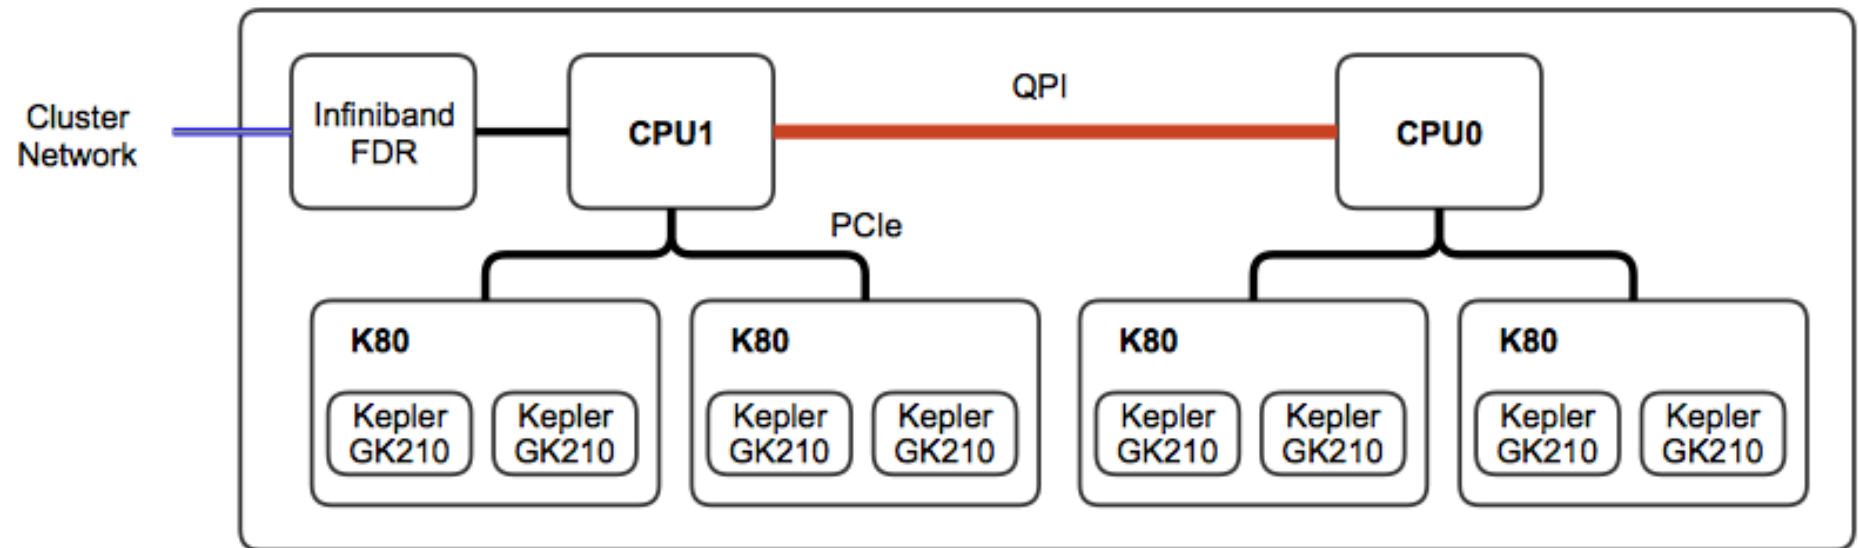 Cluster
Network
Infiniband
FDR
CPU1
QPI
CPU0
PCIe
K80
Kepler
GK210
Kepler
GK210
K80
Kepler
GK210
Kepler
GK210
K80
Kepler
GK210
Kepler
GK210
K80
Kepler
GK210
Kepler
GK210